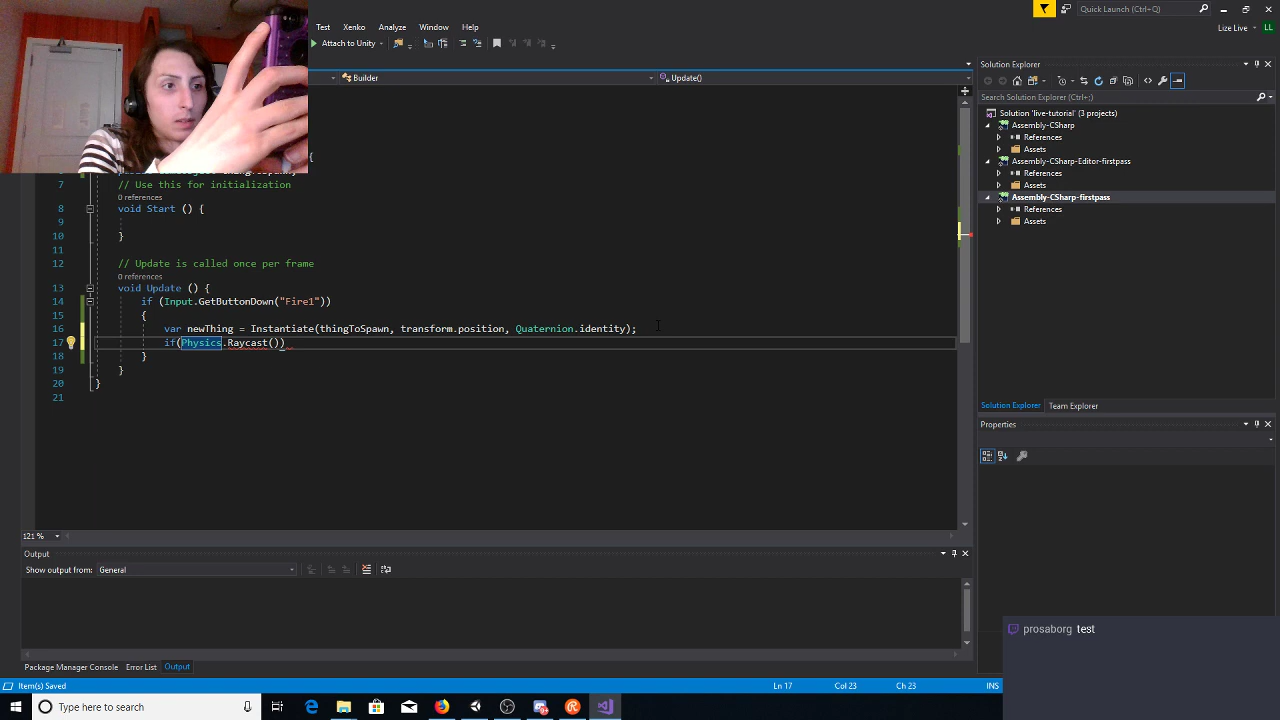 Quick Launch (Ctrl+Q)
Test Xenko Analyze Window Help
Lize Live LL
Attach to Unity
Builder Update()
Solution Explorer
Search Solution Explorer (Ctrl+;)
Solution 'live-tutorial' (3 projects)
Assembly-CSharp
References
Assets
Assembly-CSharp-Editor-firstpass
References
Assets
Assembly-CSharp-firstpass
References
Assets
{
7 // Use this for initialization
0 references
8 void Start () {
9
10 }
11
12 // Update is called once per frame
0 references
13 void Update () {
14 if (Input.GetButtonDown("Fire1"))
15 {
16 var newThing = Instantiate(thingToSpawn, transform.position, Quaternion.identity);
17 if(Physics.Raycast())
18 }
19 }
20 }
21
Solution Explorer Team Explorer
Properties
121 %
Output
Show output from: General
Package Manager Console Error List Output
prosaborg test
Item(s) Saved Ln 17 Col 23 Ch 23 INS
Type here to search